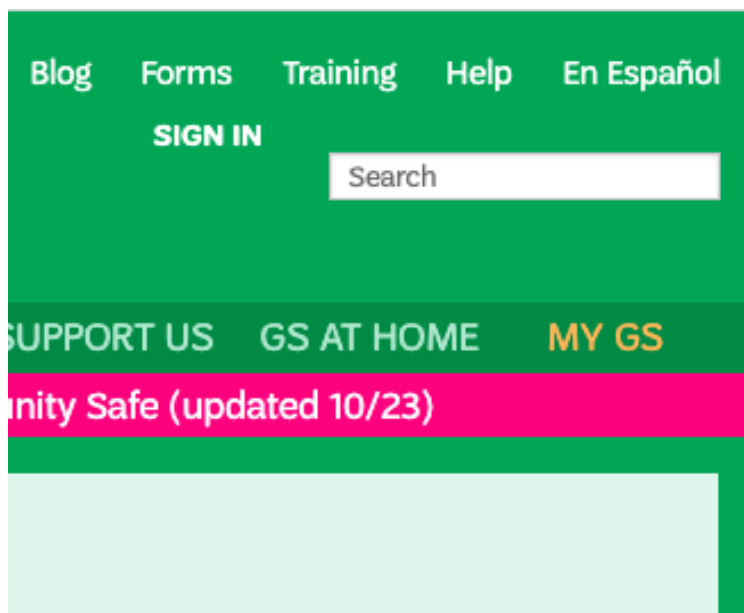 Blog Forms Training Help En Español
SIGN IN
Search
SUPPORT US GS AT HOME MY GS
Safe (updated 10/23)